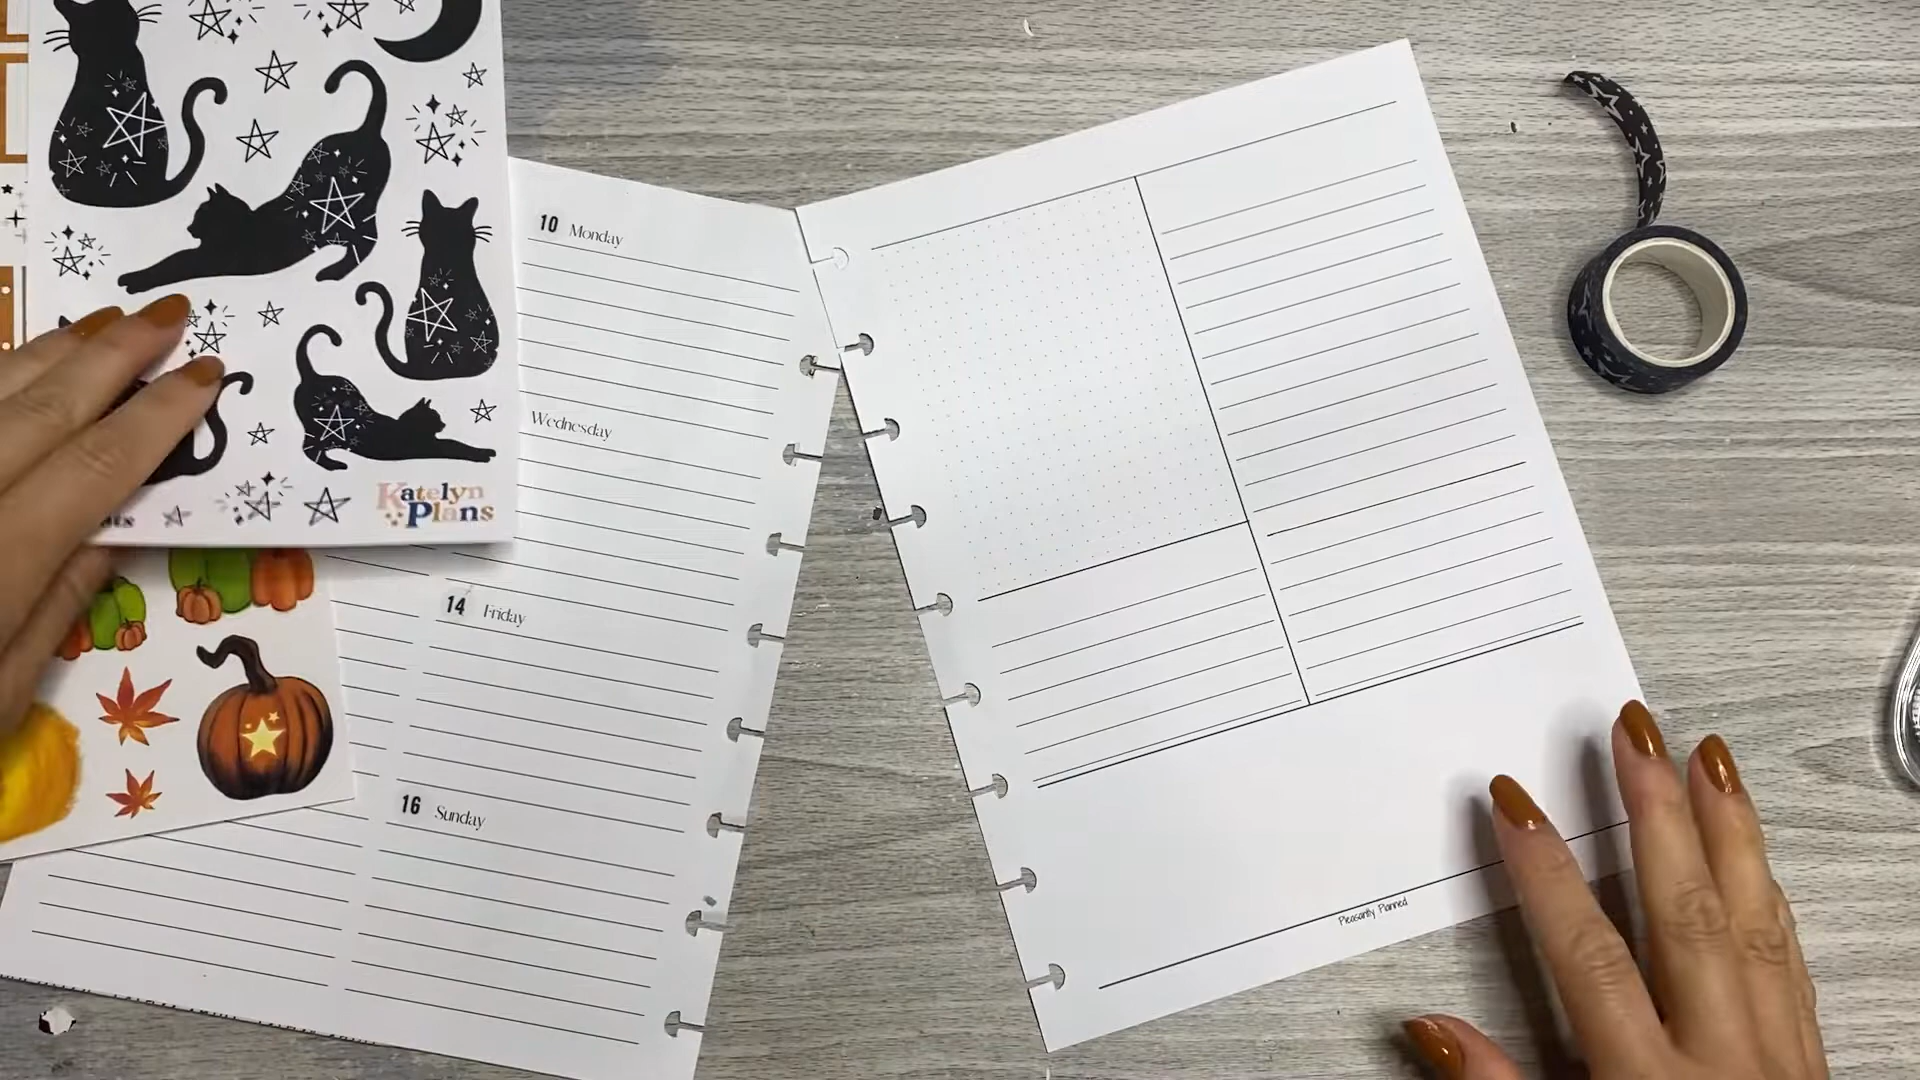 10 Monday
Wednesday
14 Friday
16 Sunday
Katelyn
Plans
Pleasantly Planned